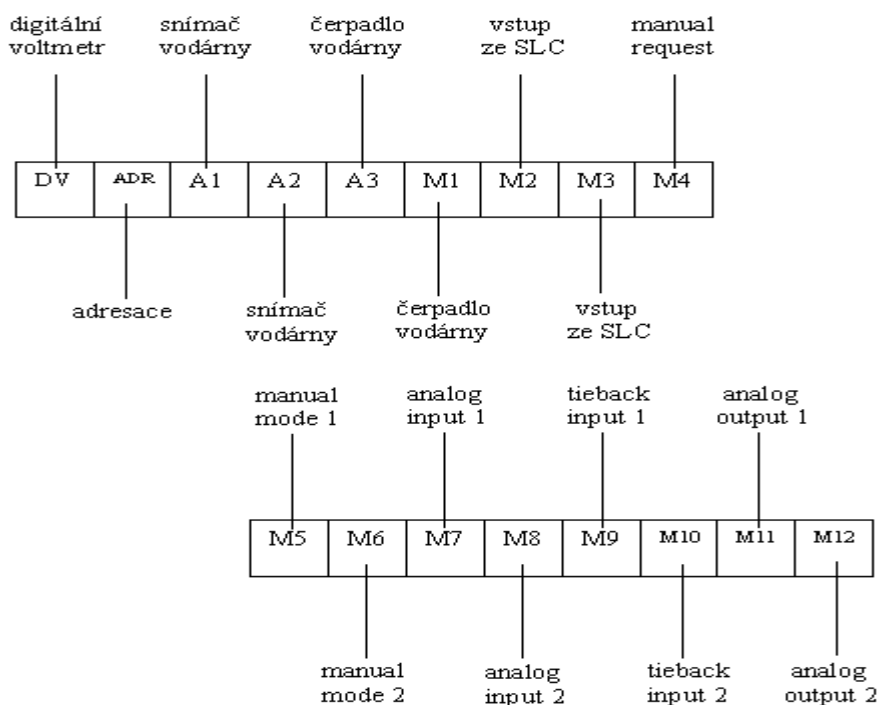 digitální
voltmetr
snímač
vodárny
čerpadlo
vodárny
vstup
ze SLC
manual
request
DV ADR A1 A2 A3 M1 M2 M3 M4
adresace
snímač
vodárny
čerpadlo
vodárny
vstup
ze SLC
manual
mode 1
analog
input 1
tieback
input 1
analog
output 1
M5 M6 M7 M8 M9 M10 M11 M12
manual
mode 2
analog
input 2
tieback
input 2
analog
output 2